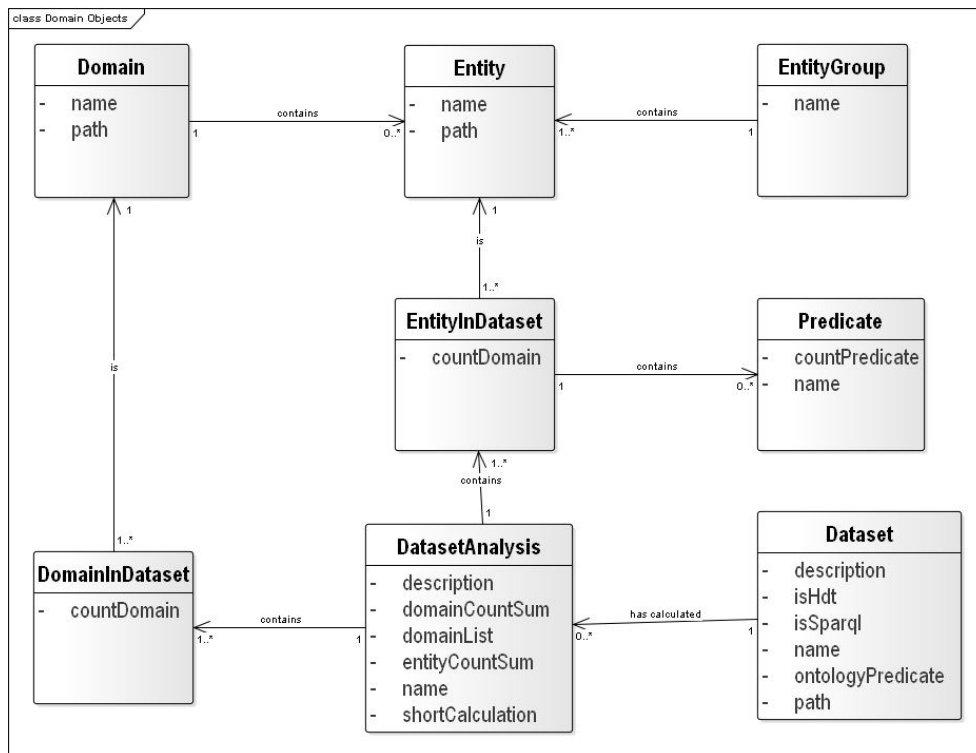 class Domain Objects
Domain
- name
- path
contains
1
0..*
Entity
- name
- path
contains
1..*
1
EntityGroup
- name
1
is
1..*
1
is
1..*
EntityInDataset
- countDomain
contains
1
0..*
Predicate
- countPredicate
- name
1..*
contains
1
DomainInDataset
- countDomain
contains
1..*
1
DatasetAnalysis
- description
- domainCountSum
- domainList
- entityCountSum
- name
- shortCalculation
has calculated
0..*
1
Dataset
- description
- isHdt
- isSparql
- name
- ontologyPredicate
- path